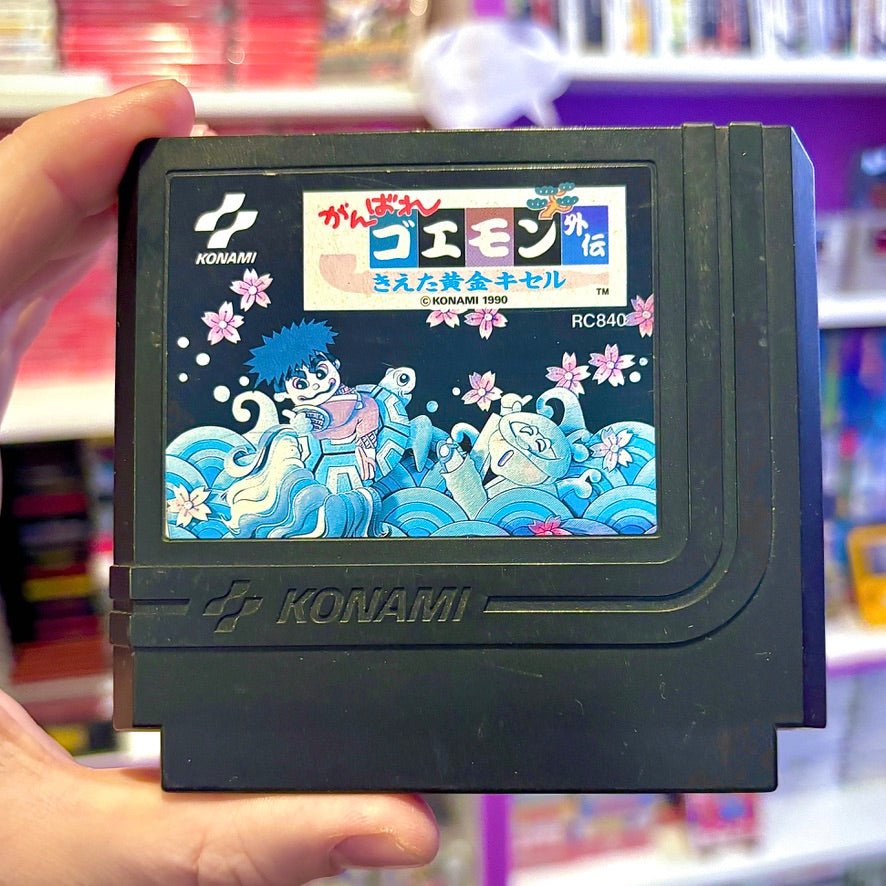 KONAMI
がんばれ
ゴエモン外伝
きえた黄金キセル
©KONAMI 1990
TM
RC840
KONAMI